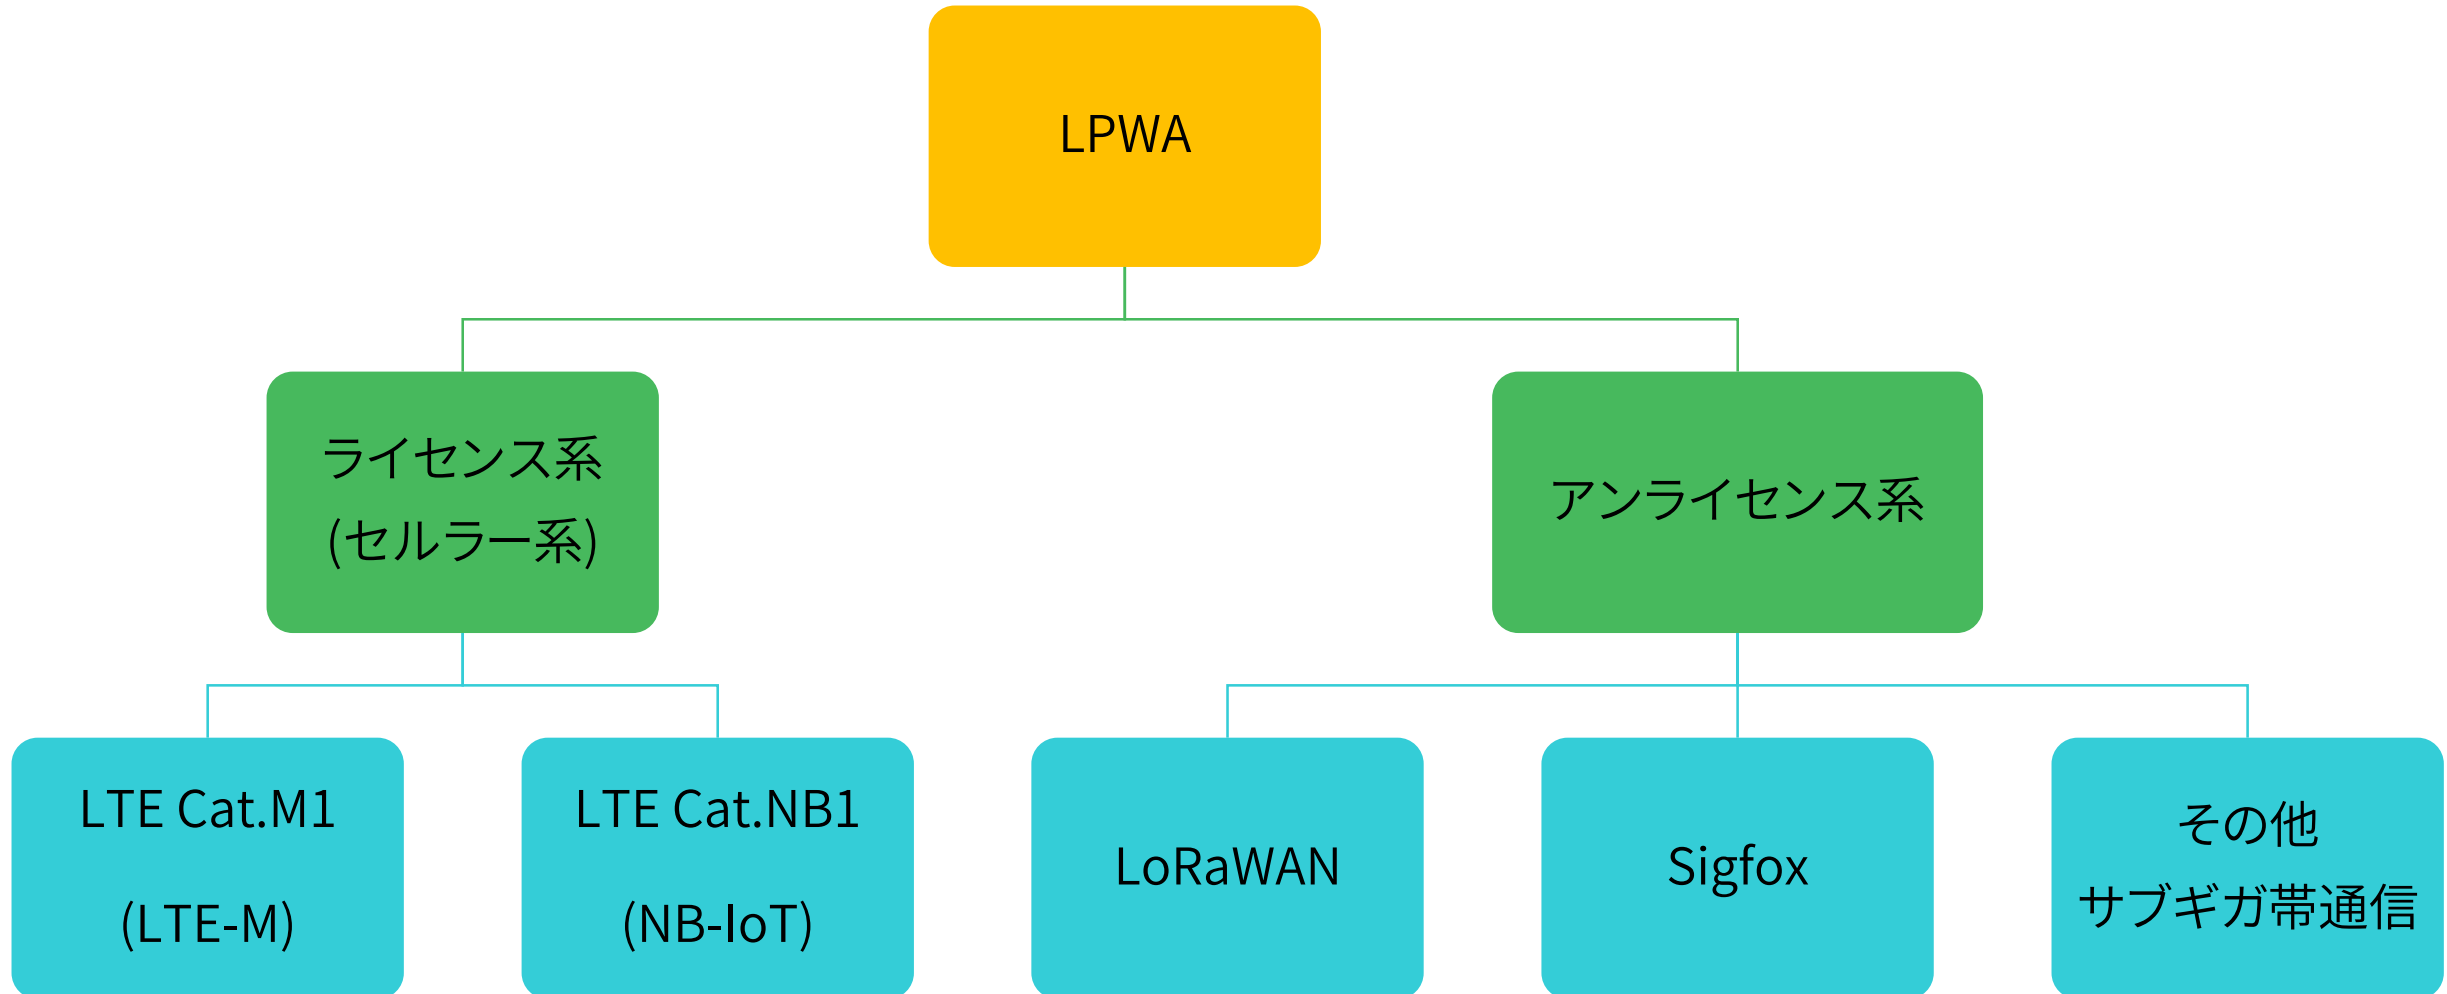 LPWA
ライセンス系
(セルラー系)
アンライセンス系
LTE Cat.M1
(LTE-M)
LTE Cat.NB1
(NB-IoT)
LoRaWAN
Sigfox
その他
サブギガ帯通信